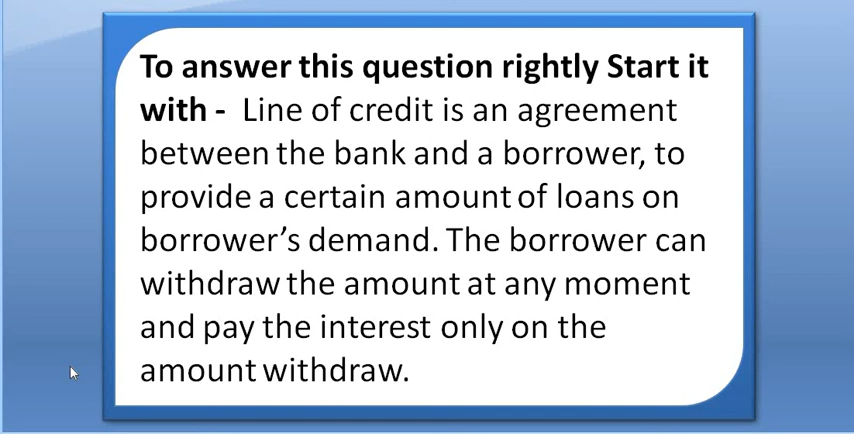 To answer this question rightly Start it
with - Line of credit is an agreement
between the bank and a borrower, to
provide a certain amount of loans on
borrower’s demand. The borrower can
withdraw the amount at any moment
and pay the interest only on the
amount withdraw.